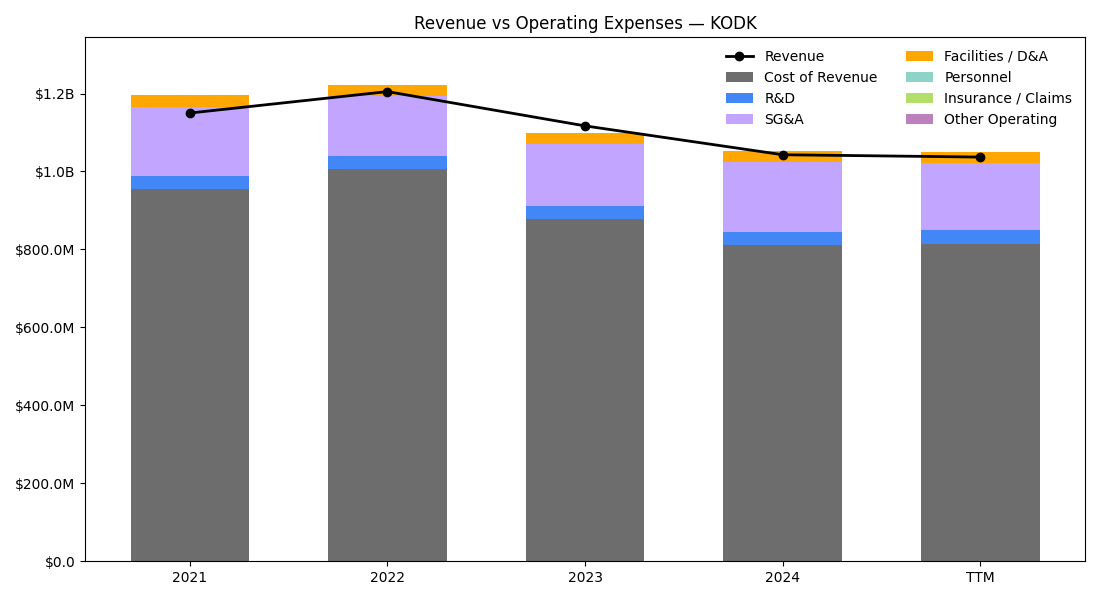 Revenue vs Operating Expenses — KODK
Revenue
Cost of Revenue
R&D
SG&A
Facilities / D&A
Personnel
Insurance / Claims
Other Operating
$1.2B
$1.0B
$800.0M
$600.0M
$400.0M
$200.0M
$0.0
2021
2022
2023
2024
TTM